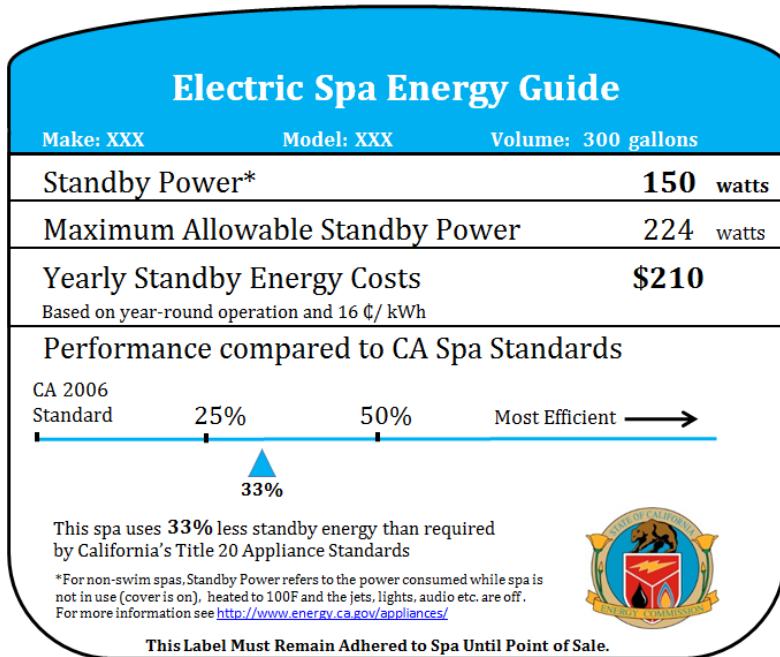 Electric Spa Energy Guide
Make: XXX Model: XXX Volume: 300 gallons
Standby Power* 150 watts
Maximum Allowable Standby Power 224 watts
Yearly Standby Energy Costs $210
Based on year-round operation and 16 ₵/ kWh
Performance compared to CA Spa Standards
CA 2006
Standard 25% 50% Most Efficient
33%
This spa uses 33% less standby energy than required
by California's Title 20 Appliance Standards
*For non-swim spas, Standby Power refers to the power consumed while spa is
not in use (cover is on), heated to 100F and the jets, lights, audio etc. are off .
For more information see http://www.energy.ca.gov/appliances/
STATE OF CALIFORNIA
ENERGY COMMISSION
This Label Must Remain Adhered to Spa Until Point of Sale.